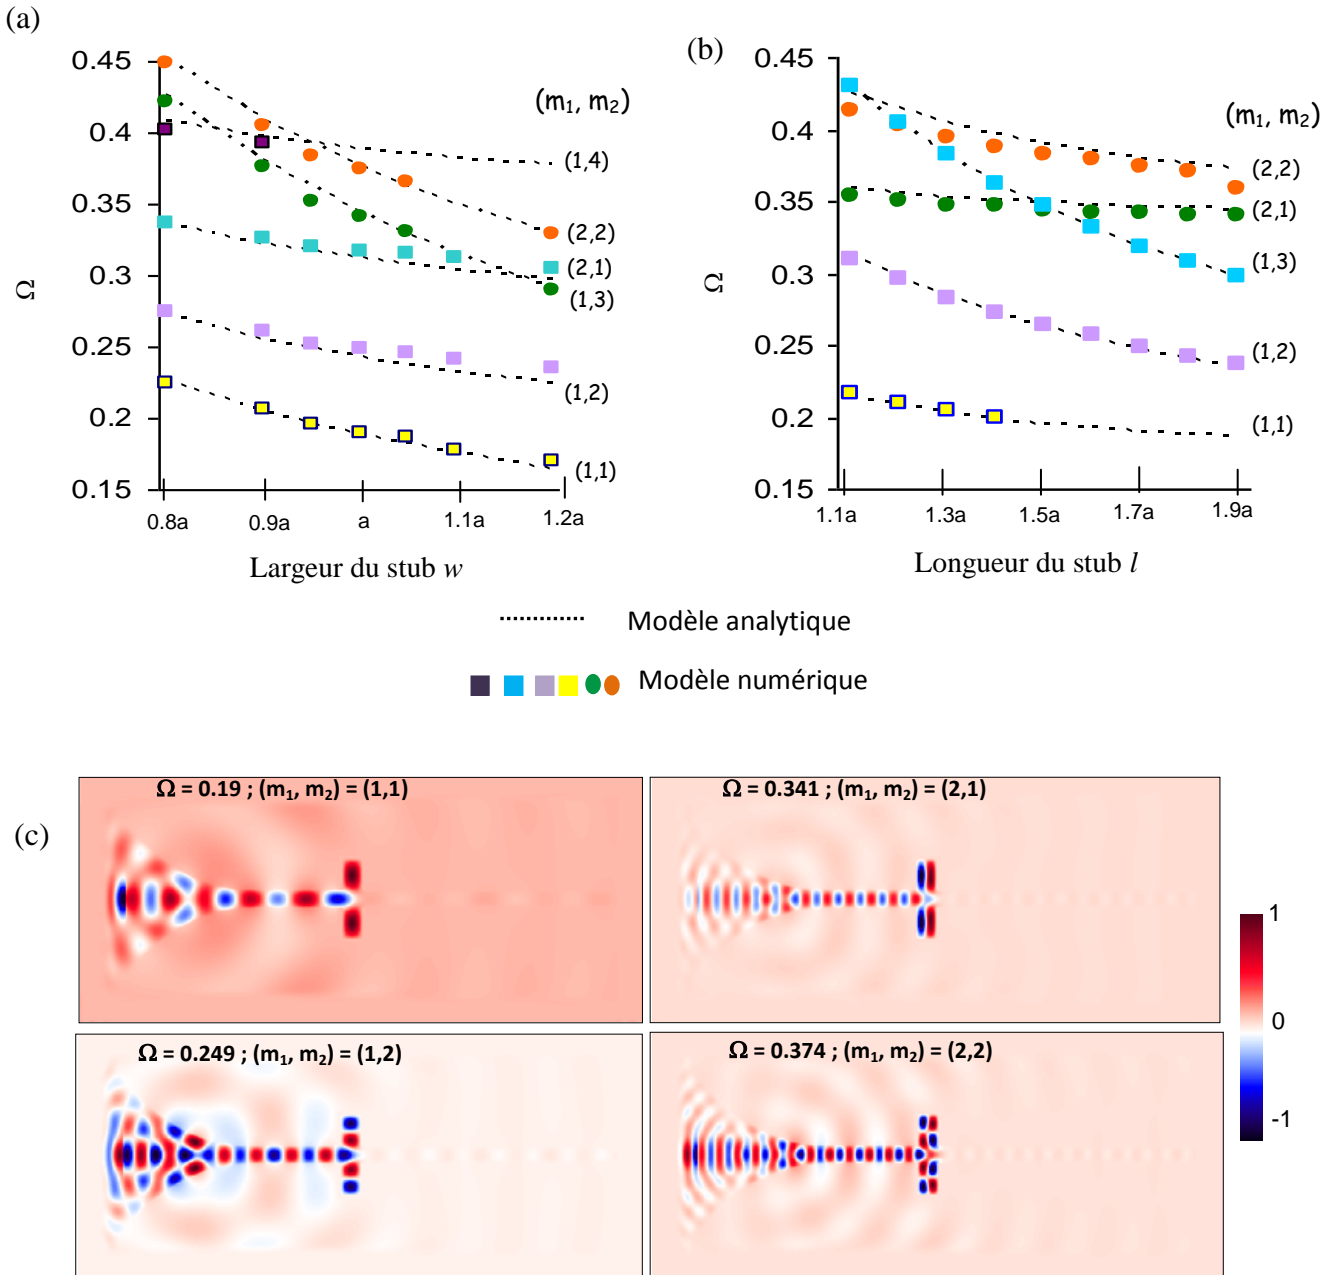 (a)
0.45
0.4
0.35
0.3
0.25
0.2
0.15
Ω
(m₁, m₂)
(1,4)
(2,2)
(2,1)
(1,3)
(1,2)
(1,1)
0.8a 0.9a a 1.1a 1.2a
Largeur du stub w
(b)
0.45
0.4
0.35
0.3
0.25
0.2
0.15
Ω
(m₁, m₂)
(2,2)
(2,1)
(1,3)
(1,2)
(1,1)
1.1a 1.3a 1.5a 1.7a 1.9a
Longueur du stub l
Modèle analytique
Modèle numérique
(c)
Ω = 0.19 ; (m₁, m₂) = (1,1)
Ω = 0.341 ; (m₁, m₂) = (2,1)
Ω = 0.249 ; (m₁, m₂) = (1,2)
Ω = 0.374 ; (m₁, m₂) = (2,2)
1
0
-1